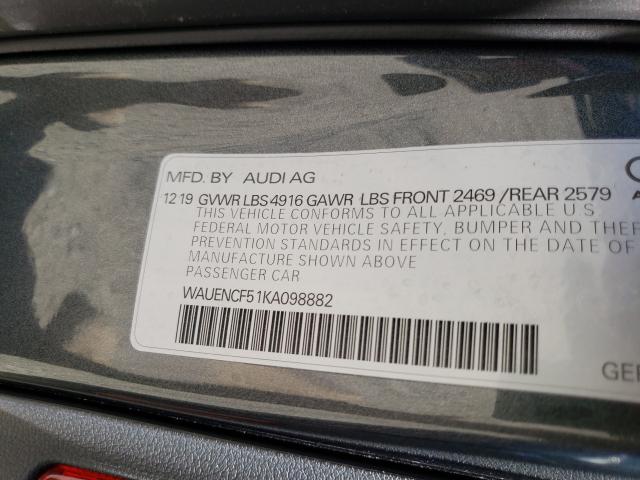 MFD. BY AUDI AG
12 19 GVWR LBS 4916 GAWR LBS FRONT 2469 /REAR 2579
THIS VEHICLE CONFORMS TO ALL APPLICABLE U.S
FEDERAL MOTOR VEHICLE SAFETY, BUMPER AND THEF
PREVENTION STANDARDS IN EFFECT ON THE DATE OF
MANUFACTURE SHOWN ABOVE
PASSENGER CAR
WAUENCF51KA098882
GER